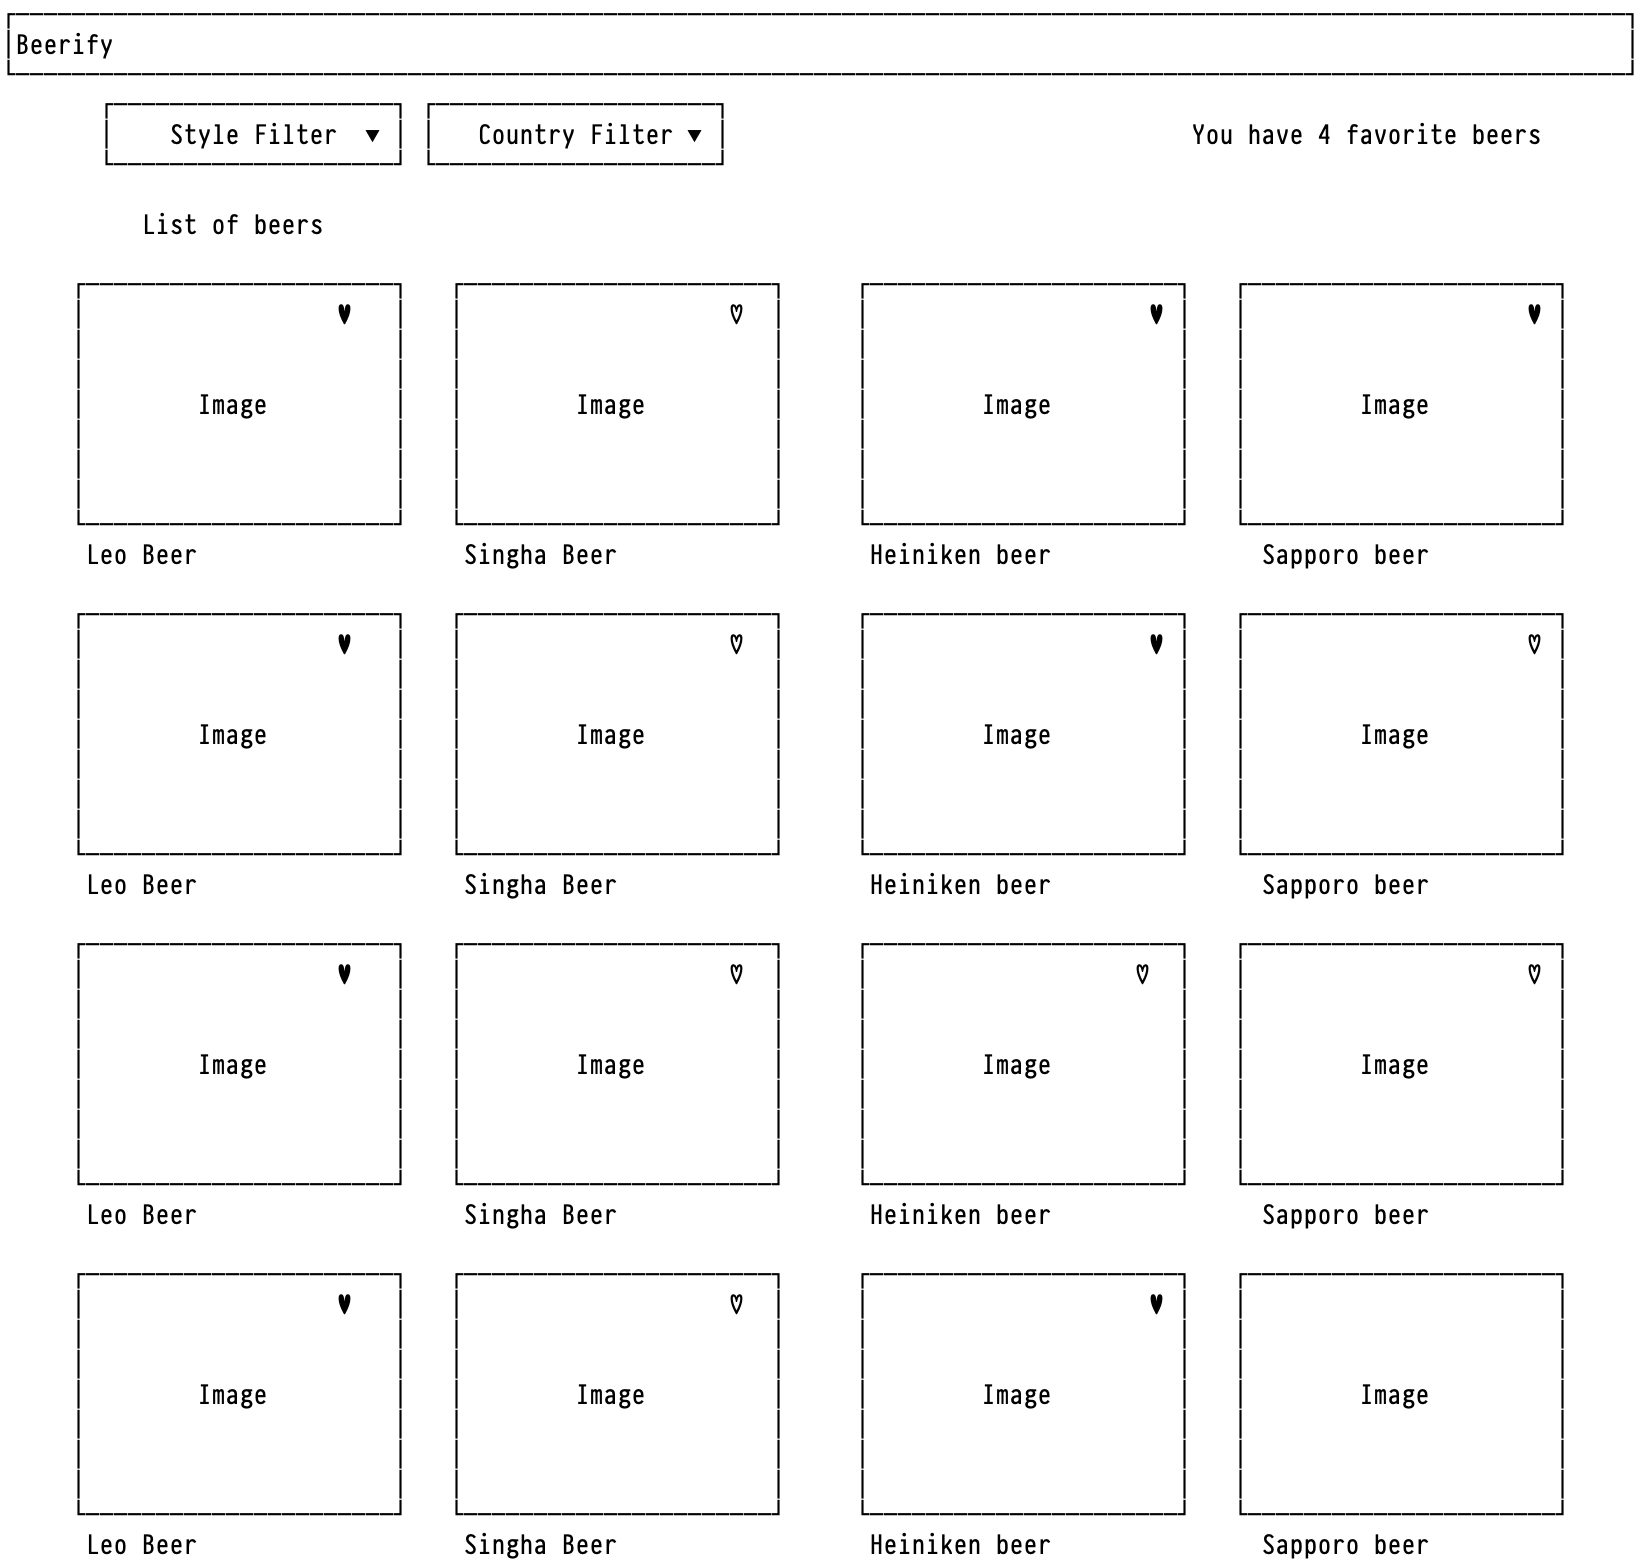 Beerify
Style Filter ▼ Country Filter ▼ You have 4 favorite beers
List of beers
♥ ♡ ♥ ♥
Image Image Image Image
Leo Beer Singha Beer Heiniken beer Sapporo beer
♥ ♡ ♥ ♡
Image Image Image Image
Leo Beer Singha Beer Heiniken beer Sapporo beer
♥ ♡ ♡ ♡
Image Image Image Image
Leo Beer Singha Beer Heiniken beer Sapporo beer
♥ ♡ ♥
Image Image Image Image
Leo Beer Singha Beer Heiniken beer Sapporo beer